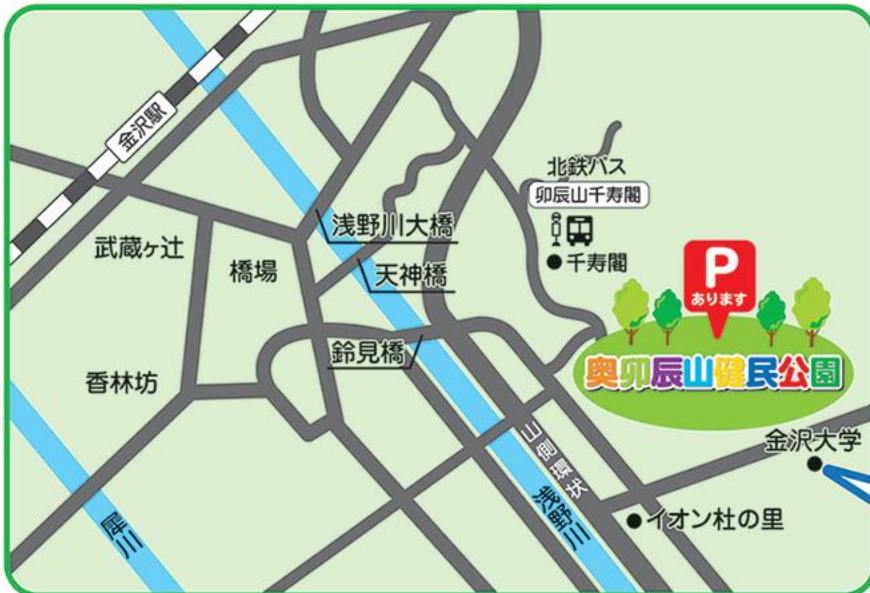 金沢駅
北鉄バス
卯辰山千寿閣
千寿閣
浅野川大橋
武蔵ヶ辻
橋場
天神橋
P
あります
鈴見橋
奥卯辰山健民公園
香林坊
金沢大学
山側環状
浅野川
イオン杜の里
犀川